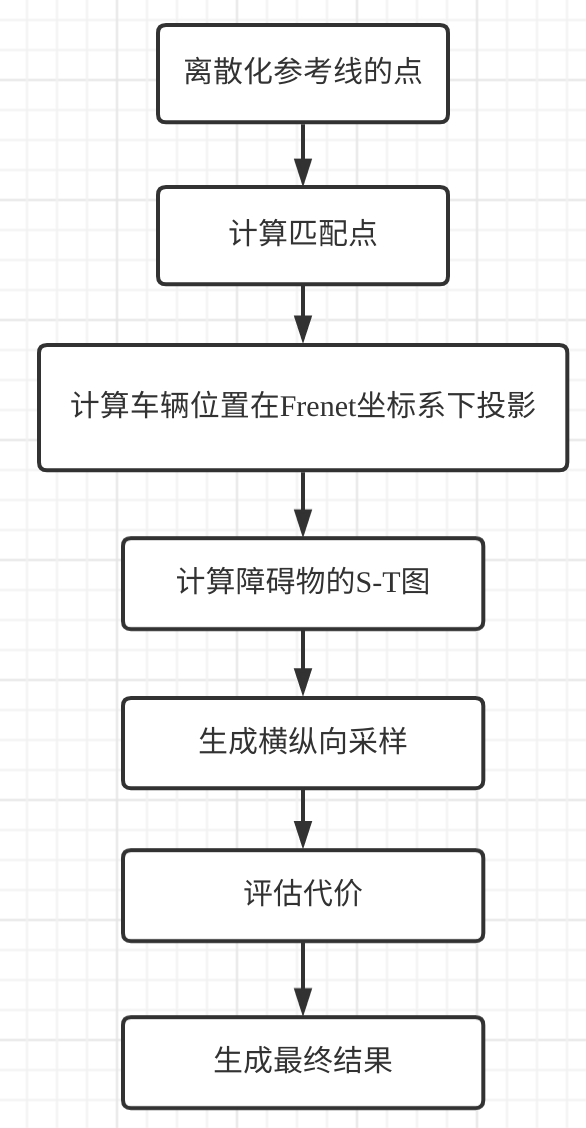 离散化参考线的点
计算匹配点
计算车辆位置在Frenet坐标系下投影
计算障碍物的S-T图
生成横纵向采样
评估代价
生成最终结果